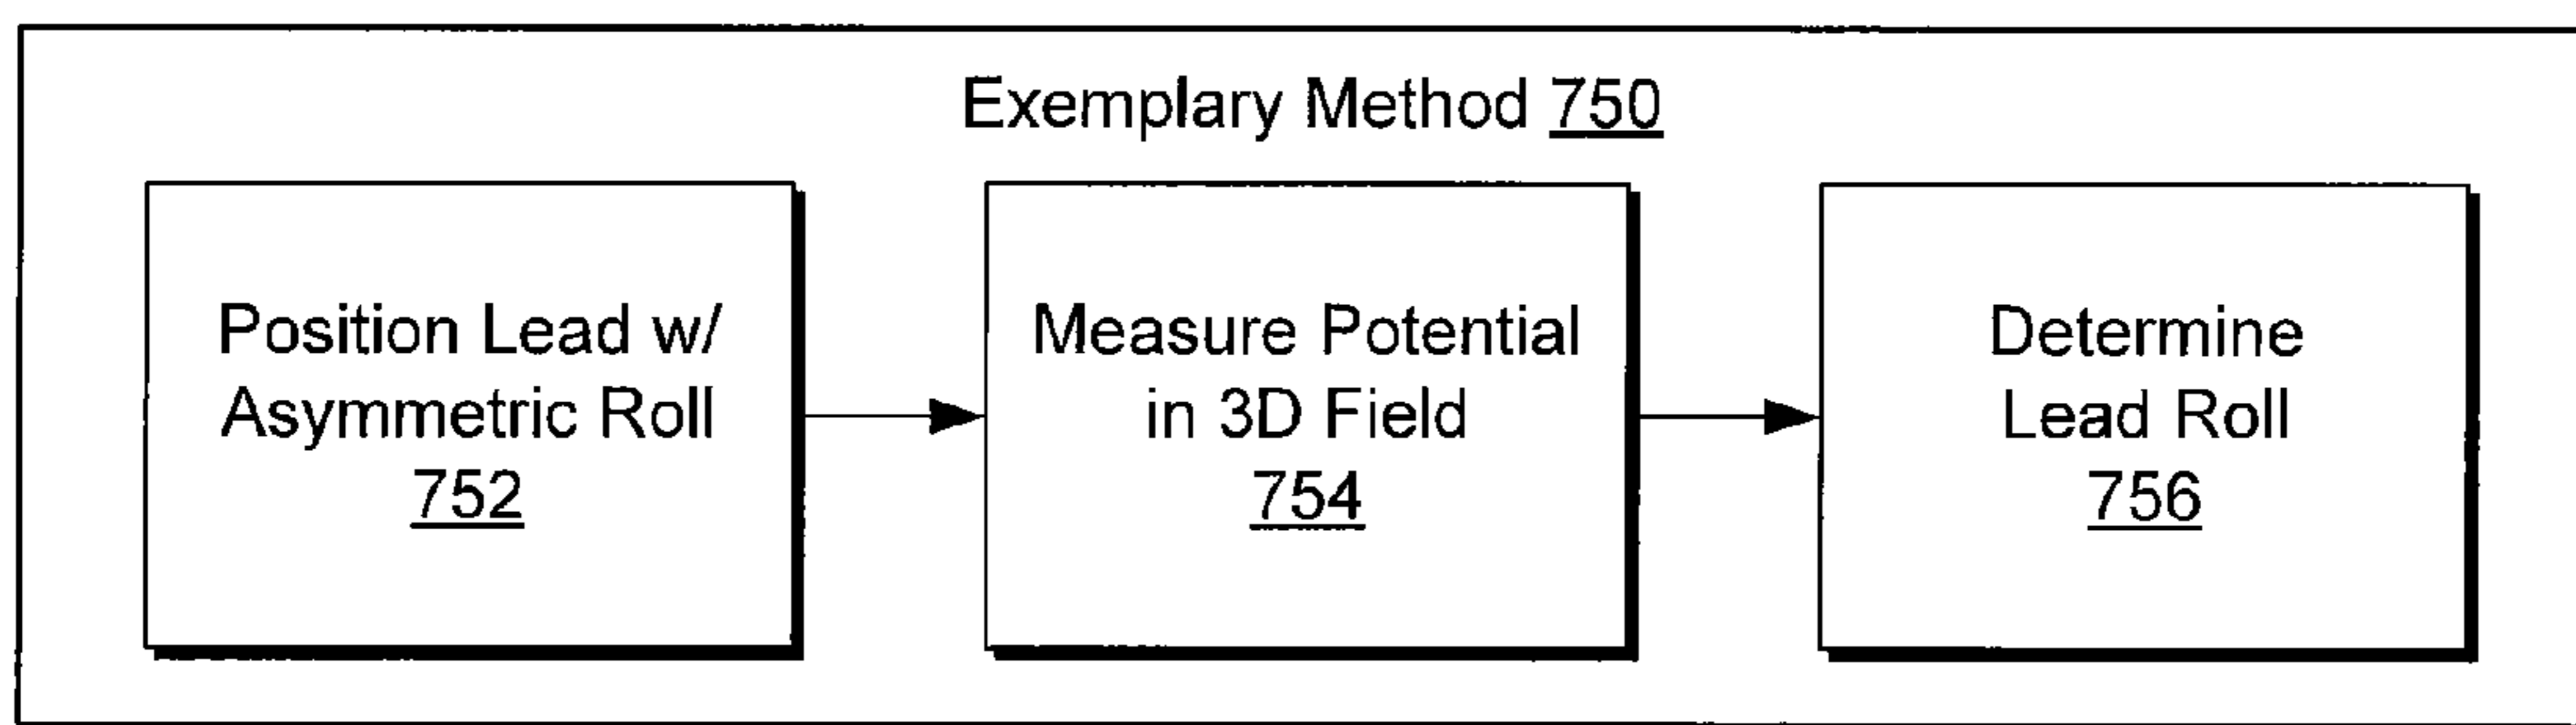 Exemplary Method 750
Position Lead w/
Asymmetric Roll
752
Measure Potential
in 3D Field
754
Determine
Lead Roll
756